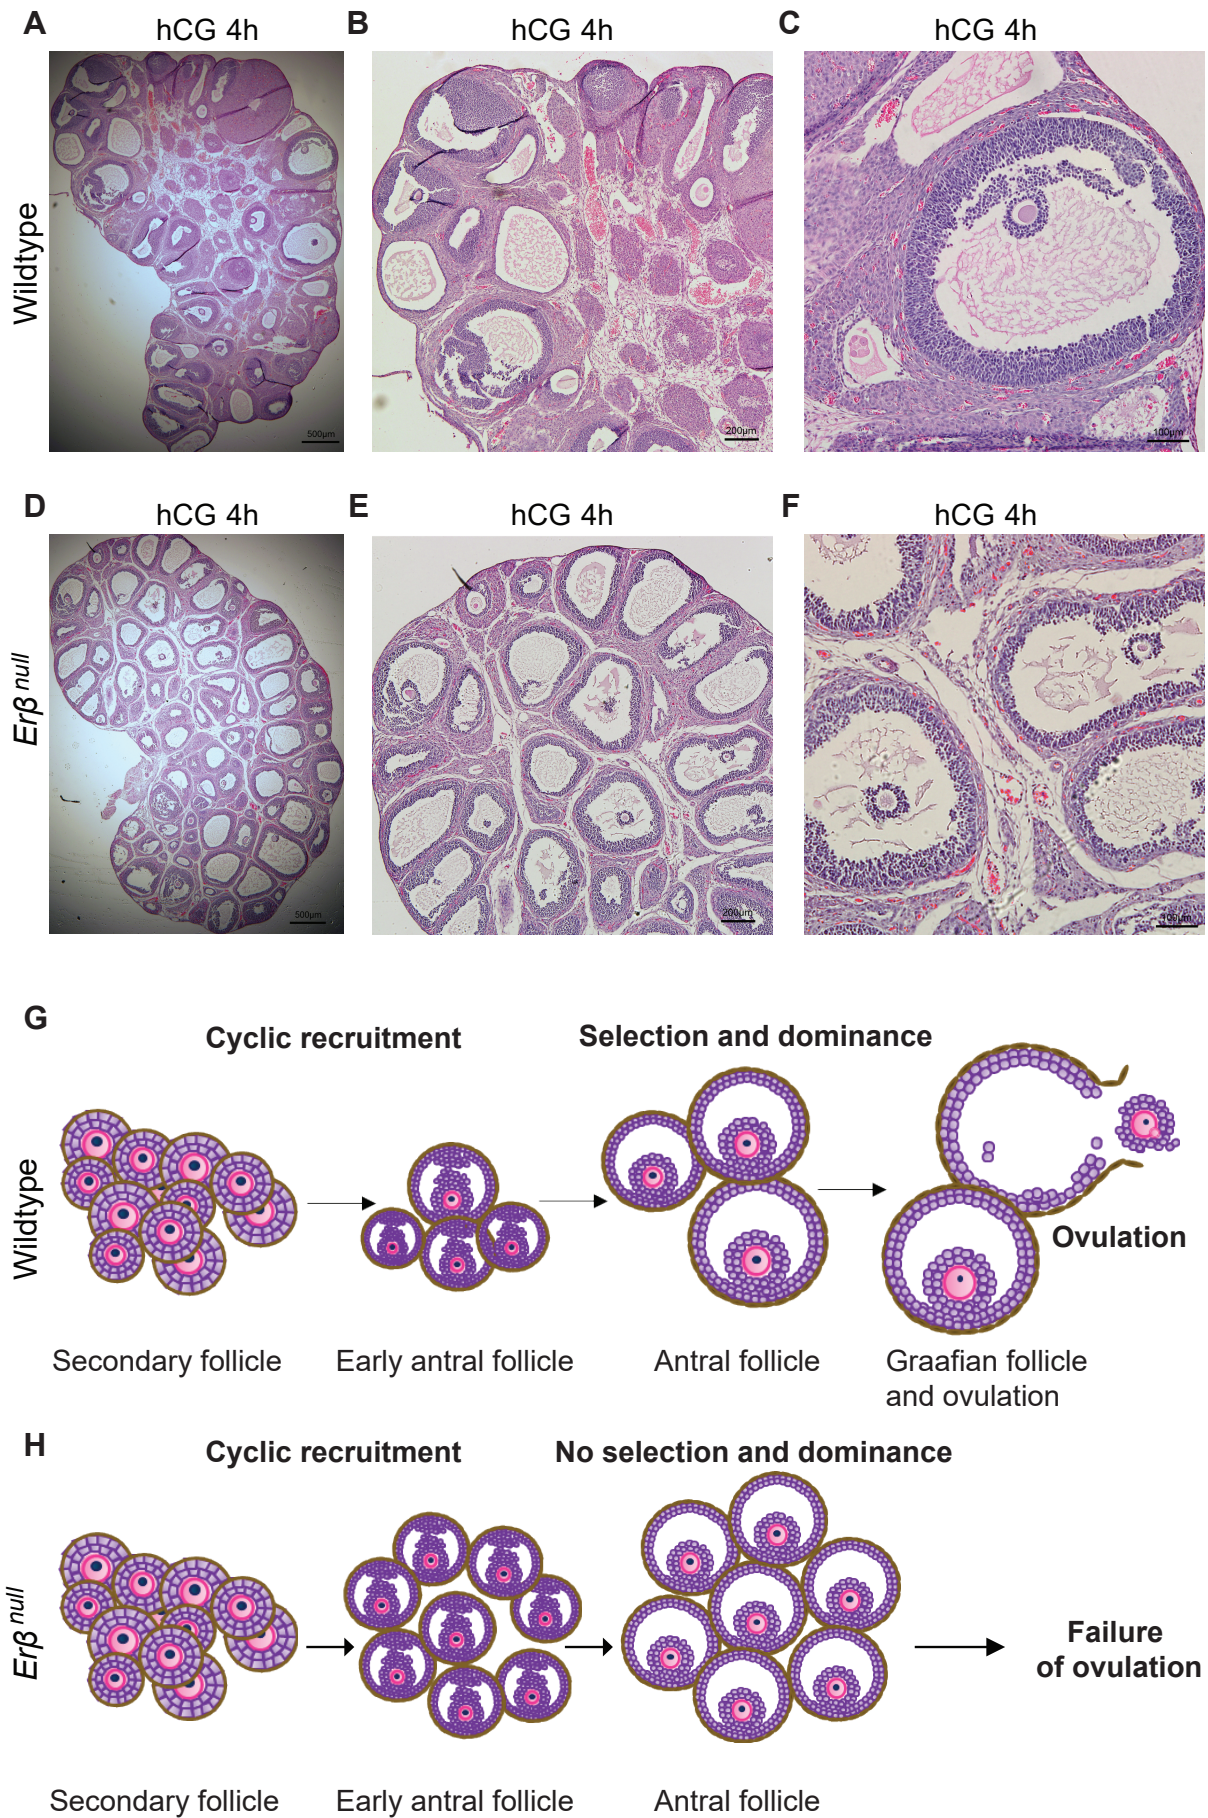 A
hCG 4h
B
hCG 4h
C
hCG 4h
Wildtype
500µm
200µm
100µm
D
hCG 4h
E
hCG 4h
F
hCG 4h
Erβ null
500µm
200µm
100µm
G
Cyclic recruitment
Selection and dominance
Wildtype
Ovulation
Secondary follicle
Early antral follicle
Antral follicle
Graafian follicle
and ovulation
H
Cyclic recruitment
No selection and dominance
Erβ null
Failure
of ovulation
Secondary follicle
Early antral follicle
Antral follicle